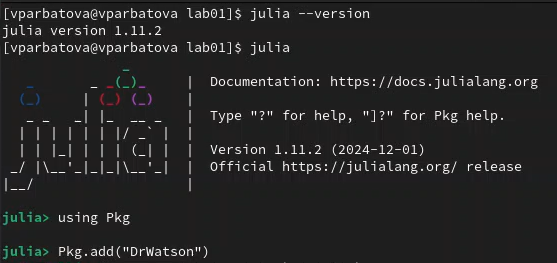 [vparbatova@vparbatova lab01]$ julia --version
julia version 1.11.2
[vparbatova@vparbatova lab01]$ julia
               _
   _       _ _(_)_     |  Documentation: https://docs.julialang.org
  (_)     | (_) (_)    |
   _ _   _| |_  __ _   |  Type "?" for help, "]?" for Pkg help.
  | | | | | | |/ _` |  |
  | | |_| | | | (_| |  |  Version 1.11.2 (2024-12-01)
 _/ |\__'_|_|_|\__'_|  |  Official https://julialang.org/ release
|__/                   |
julia> using Pkg
julia> Pkg.add("DrWatson")